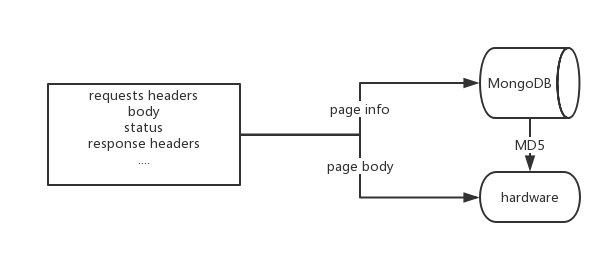 requests headers
body
status
response headers
....
page info
page body
MongoDB
MD5
hardware